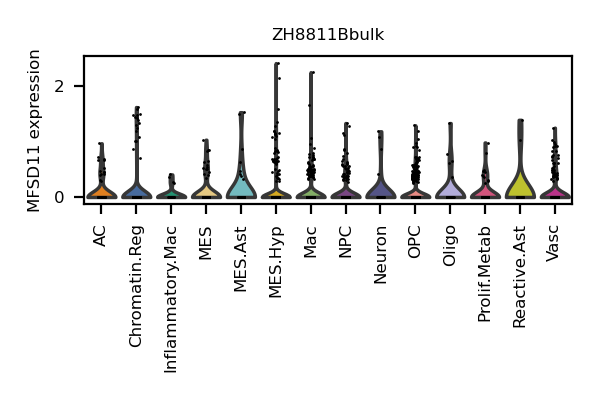 ZH8811Bbulk
MFSD11 expression
2
0
AC
Chromatin.Reg
Inflammatory.Mac
MES
MES.Ast
MES.Hyp
Mac
NPC
Neuron
OPC
Oligo
Prolif.Metab
Reactive.Ast
Vasc